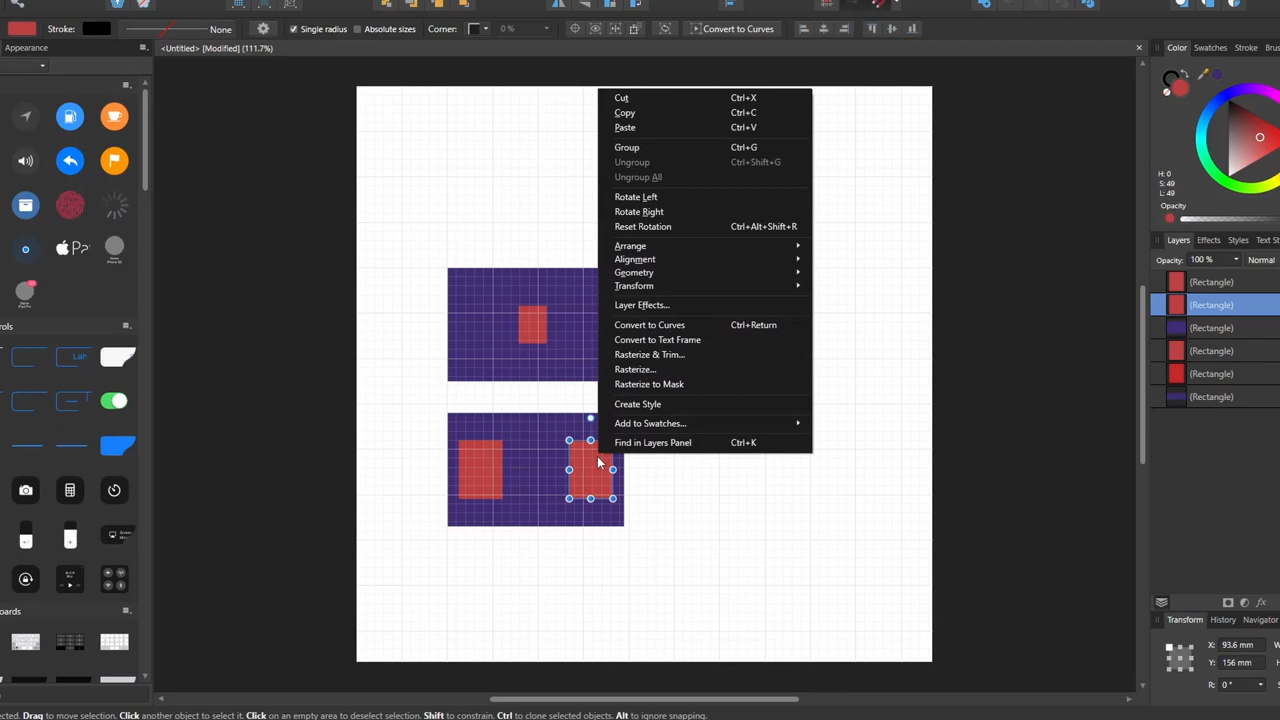 Stroke: None Single radius Absolute sizes Corner: 0 % Convert to Curves
Appearance
<Untitled> [Modified] (111.7%)
Color Swatches Stroke
H: 0
S: 49
L: 49
Opacity
Layers Effects Styles Text St
Opacity: 100 % Normal
(Rectangle)
(Rectangle)
(Rectangle)
(Rectangle)
(Rectangle)
(Rectangle)
Cut Ctrl+X
Copy Ctrl+C
Paste Ctrl+V
Group Ctrl+G
Ungroup Ctrl+Shift+G
Ungroup All
Rotate Left
Rotate Right
Reset Rotation Ctrl+Alt+Shift+R
Arrange
Alignment
Geometry
Transform
Layer Effects...
Convert to Curves Ctrl+Return
Convert to Text Frame
Rasterize & Trim...
Rasterize...
Rasterize to Mask
Create Style
Add to Swatches...
Find in Layers Panel Ctrl+K
rols
oards
Transform History Navigator
X: 93.6 mm
Y: 156 mm
R: 0 °
ected. Drag to move selection. Click another object to select it. Click on an empty area to deselect selection. Shift to constrain. Ctrl to clone selected objects. Alt to ignore snapping.